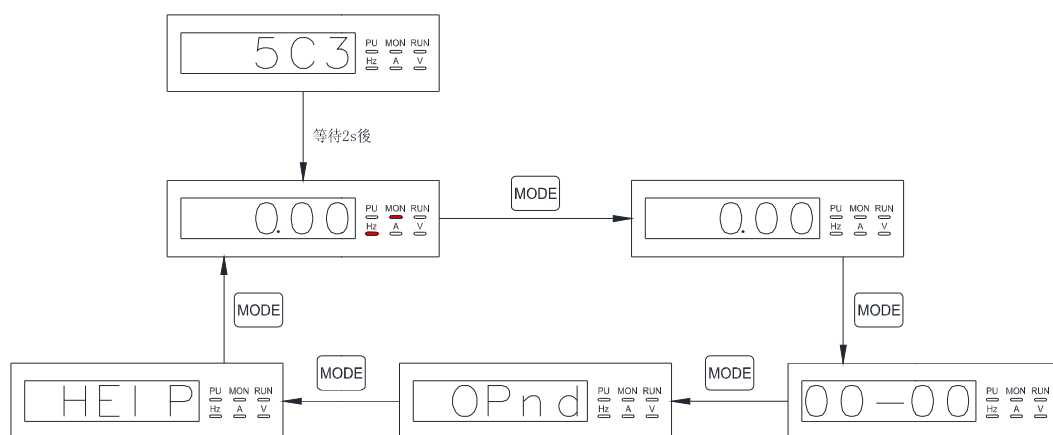 5C3
PU MON RUN
Hz A V
等待2s後
0.00
PU MON RUN
Hz A V
MODE
0.00
PU MON RUN
Hz A V
MODE
MODE
HEIP
PU MON RUN
Hz A V
MODE
OPnd
PU MON RUN
Hz A V
MODE
00-00
PU MON RUN
Hz A V